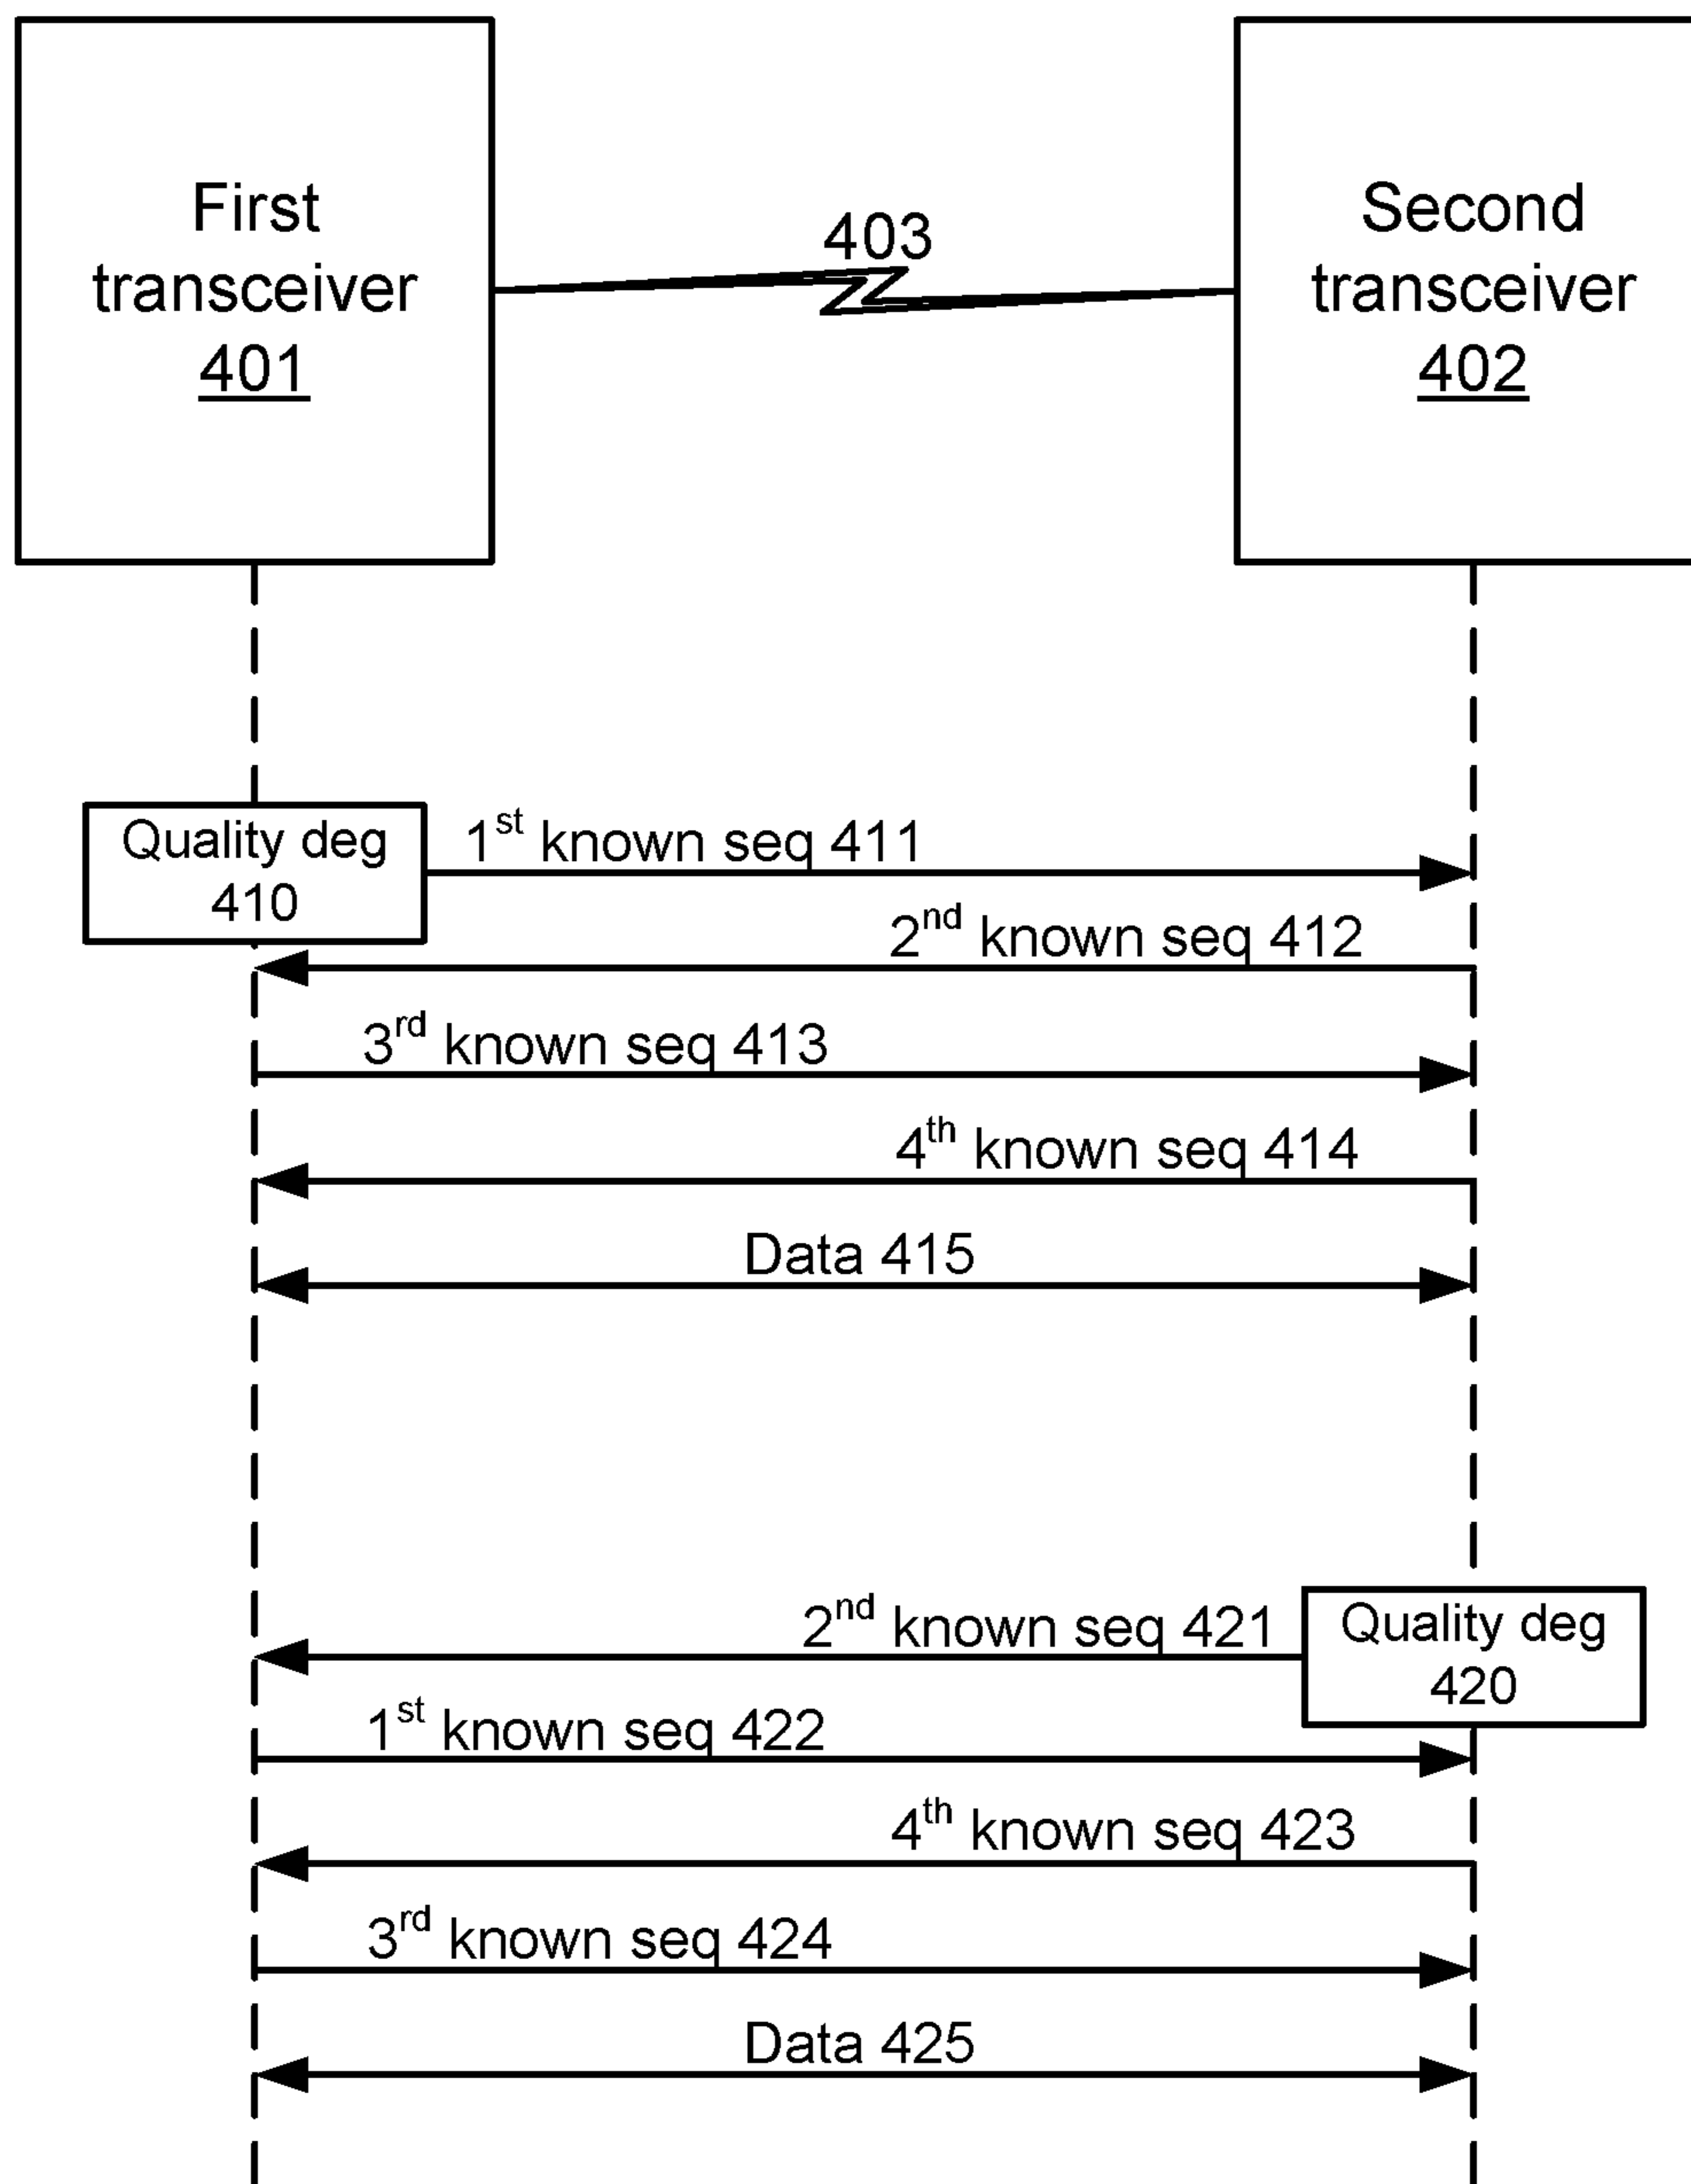 First
transceiver
401
403
Second
transceiver
402
Quality deg
410
1st known seq 411
2nd known seq 412
3rd known seq 413
4th known seq 414
Data 415
2nd known seq 421
Quality deg
420
1st known seq 422
4th known seq 423
3rd known seq 424
Data 425